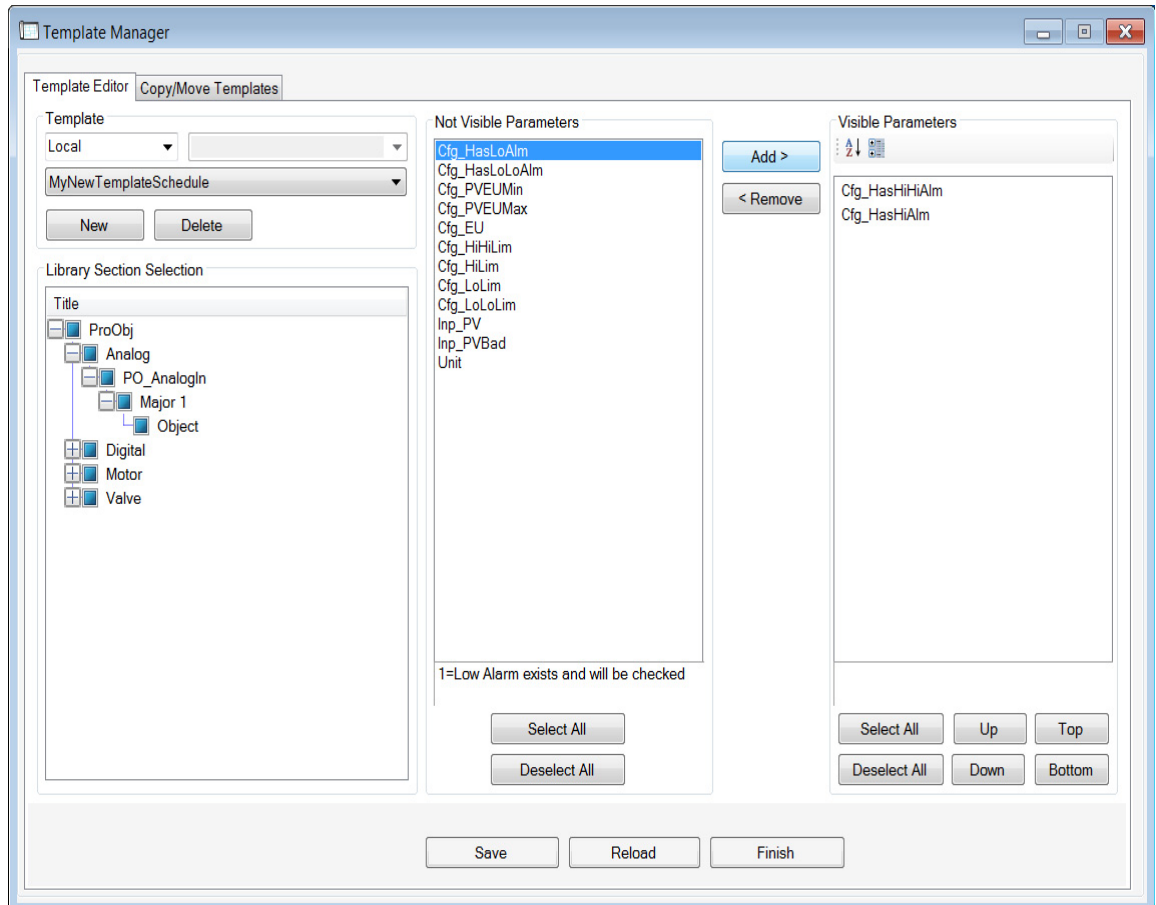 Template Manager
Template Editor
Copy/Move Templates
Template
Local
MyNewTemplateSchedule
New
Delete
Library Section Selection
Title
ProObj
Analog
PO_AnalogIn
Major 1
Object
Digital
Motor
Valve
Not Visible Parameters
Cfg_HasLoAlm
Cfg_HasLoLoAlm
Cfg_PVEUMin
Cfg_PVEUMax
Cfg_EU
Cfg_HiHiLim
Cfg_HiLim
Cfg_LoLim
Cfg_LoLoLim
Inp_PV
Inp_PVBad
Unit
1=Low Alarm exists and will be checked
Select All
Deselect All
Add >
< Remove
Visible Parameters
Cfg_HasHiHiAlm
Cfg_HasHiAlm
Select All
Up
Top
Deselect All
Down
Bottom
Save
Reload
Finish